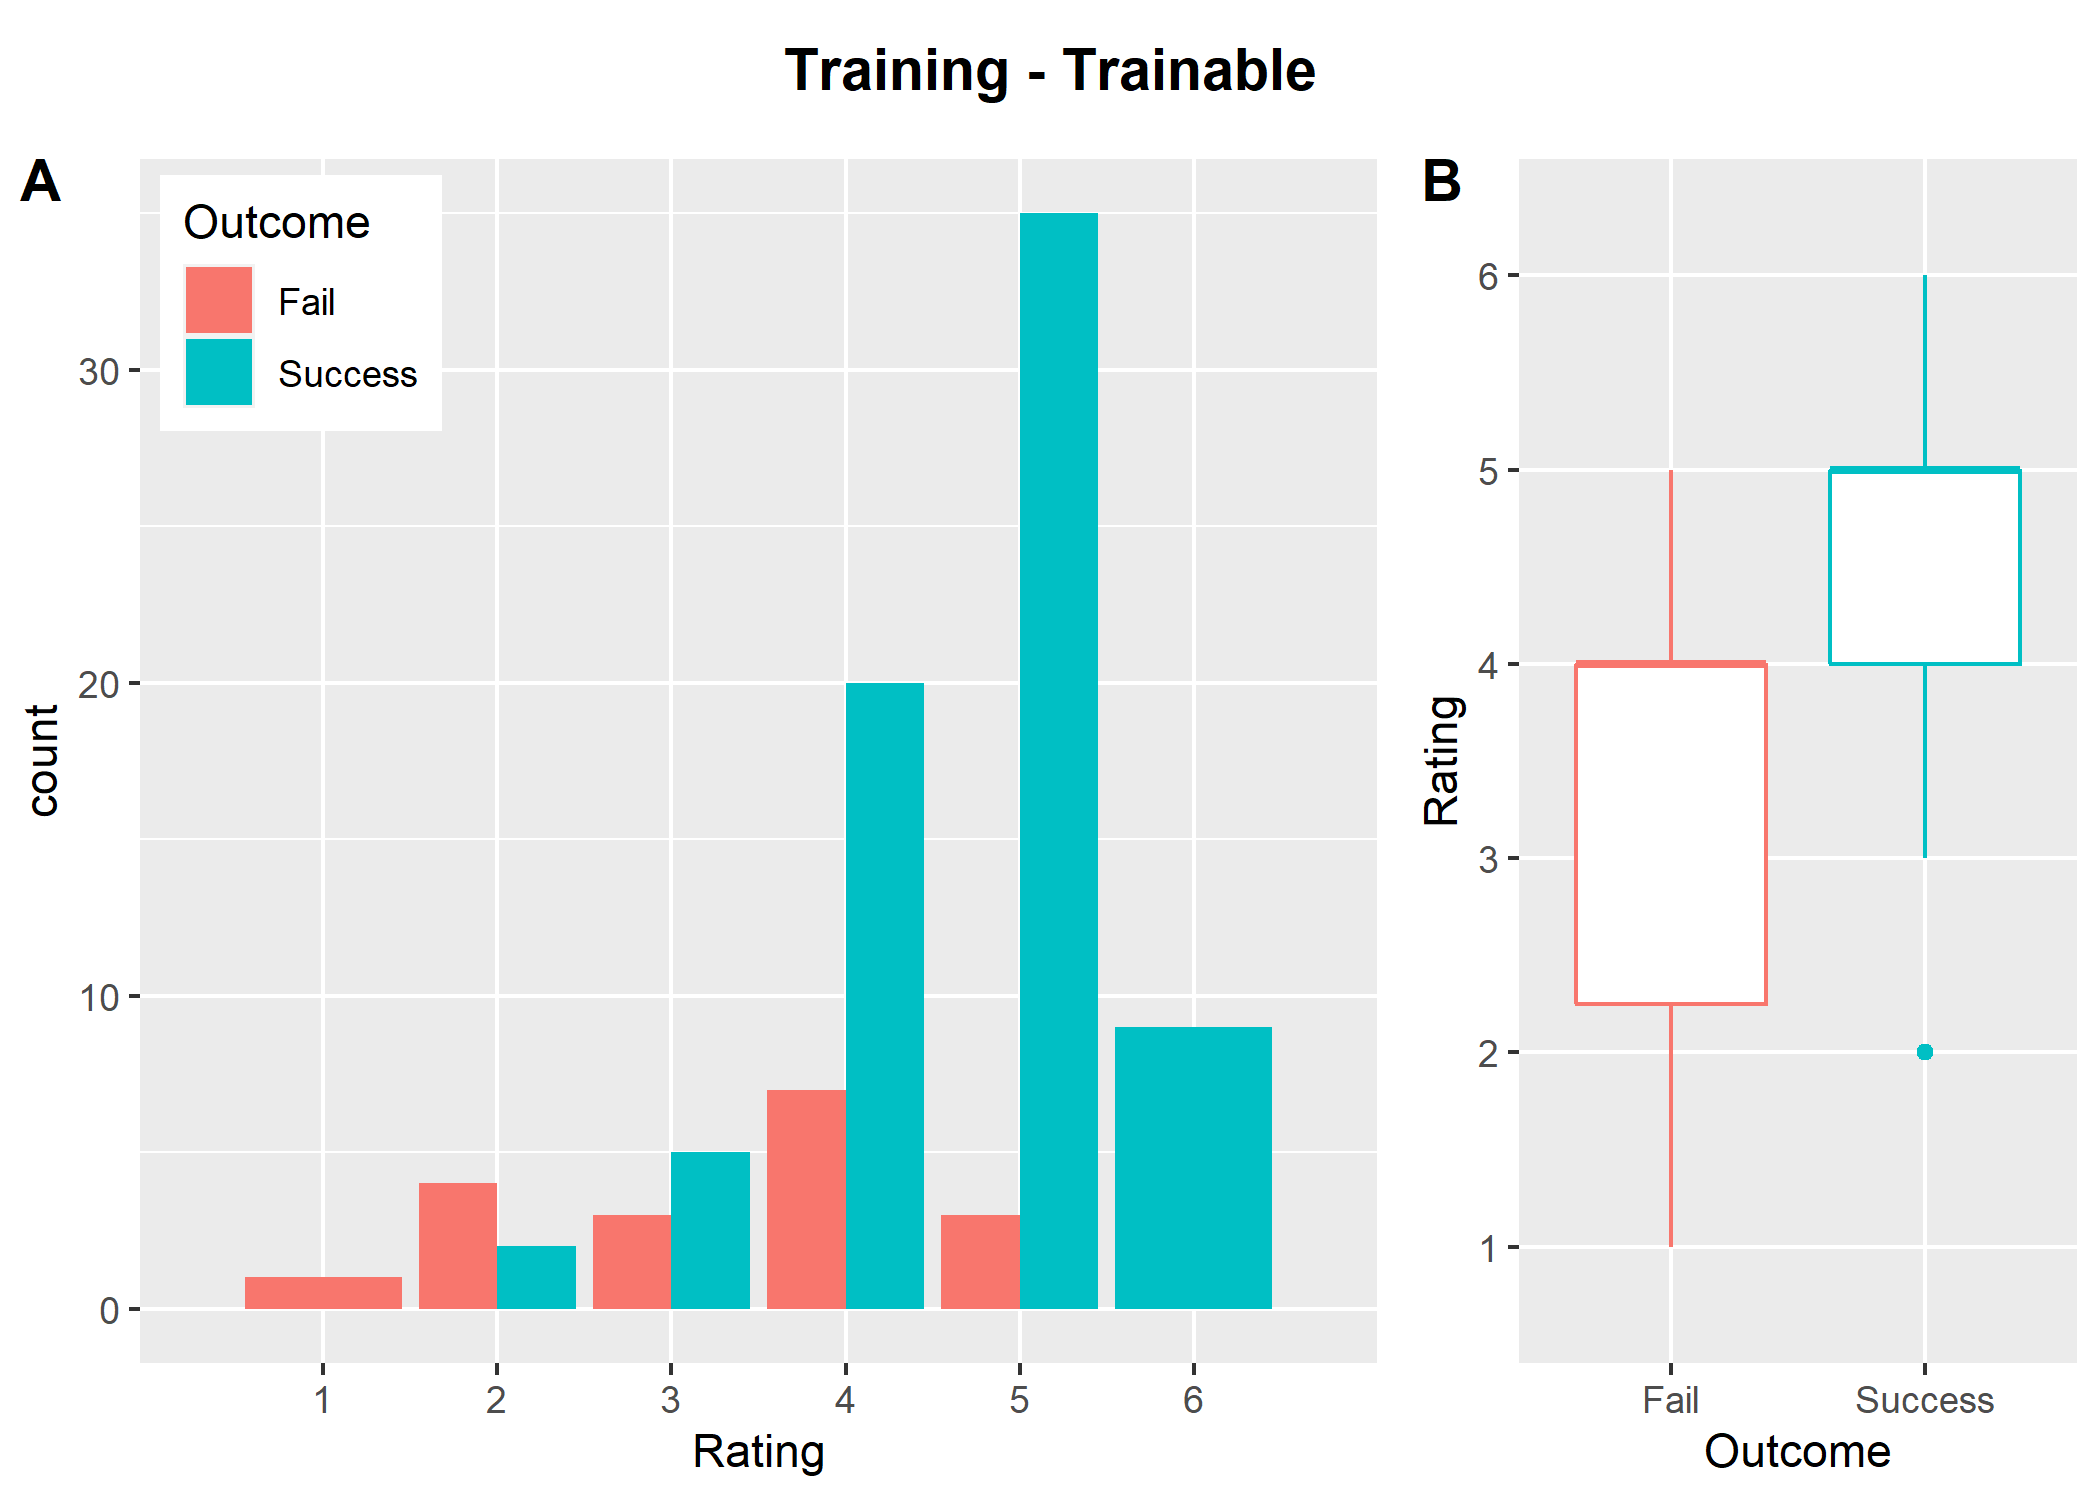 Training - Trainable
A
Outcome
Fail
Success
count
30
20
10
0
1 2 3 4 5 6
Rating
B
Rating
6
5
4
3
2
1
Fail Success
Outcome